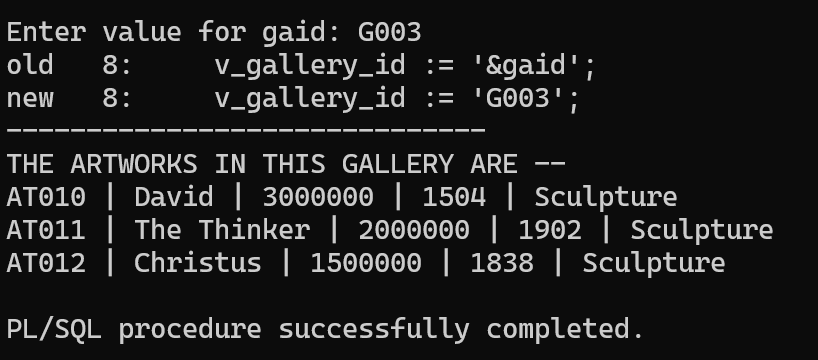 Enter value for gaid: G003
old   8:     v_gallery_id := '&gaid';
new   8:     v_gallery_id := 'G003';
------------------------------
THE ARTWORKS IN THIS GALLERY ARE --
AT010 | David | 3000000 | 1504 | Sculpture
AT011 | The Thinker | 2000000 | 1902 | Sculpture
AT012 | Christus | 1500000 | 1838 | Sculpture

PL/SQL procedure successfully completed.